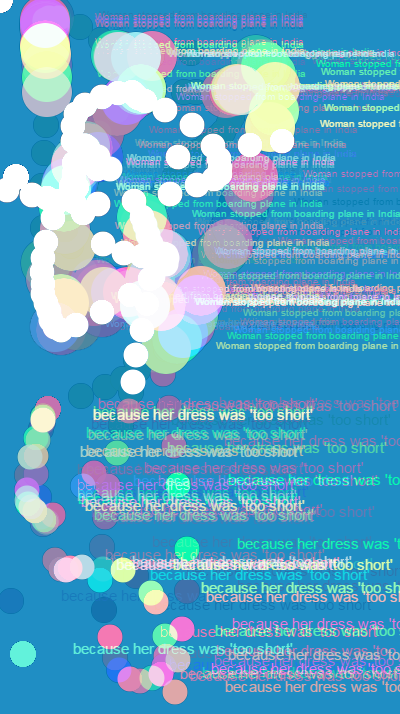 Woman stopped from boarding plane in India
because her dress was 'too short'